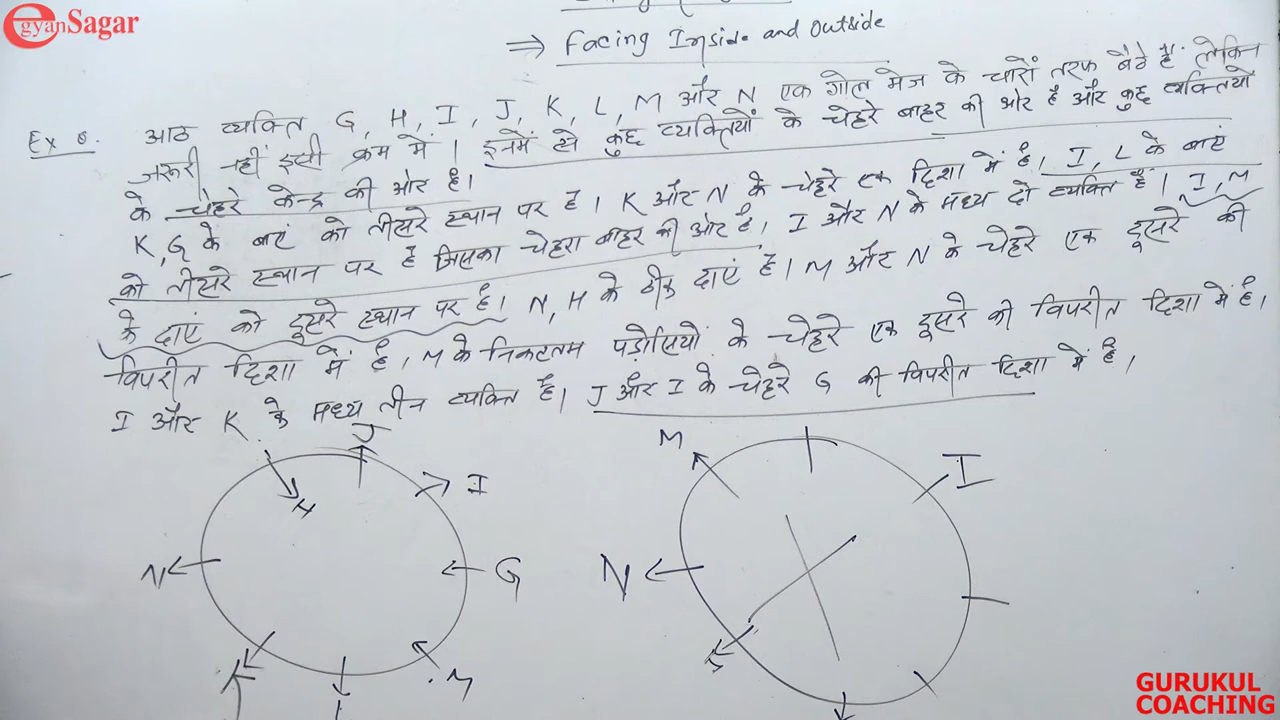 egyanSagar
⇒ Facing Inside and Outside
Ex 8. आठ व्यक्ति G, H, I, J, K, L, M और N एक गोल मेज के चारों तरफ बैठे हैं. लेकिन
जरूरी नहीं इसी क्रम में। इनमें से कुछ व्यक्तियों के चेहरे बाहर की ओर है और कुछ व्यक्तियों
के चेहरे केन्द्र की ओर है।
K, G के बाएं को तीसरे स्थान पर है। K और N के चेहरे एक दिशा में है। I, L के बाएं
को तीसरे स्थान पर है जिसका चेहरा बाहर की ओर है। I और N के मध्य दो व्यक्ति है। I, M
के दाएं को दूसरे स्थान पर है। N, H के ठीक दाएं है। M और N के चेहरे एक दूसरे की
विपरीत दिशा में है। M के निकटतम पड़ोसियों के चेहरे एक दूसरे की विपरीत दिशा में है।
I और K के मध्य तीन व्यक्ति है। J और I के चेहरे G की विपरीत दिशा में है।
J
I
H
N
G
K
M
L
M
I
N
GURUKUL
COACHING